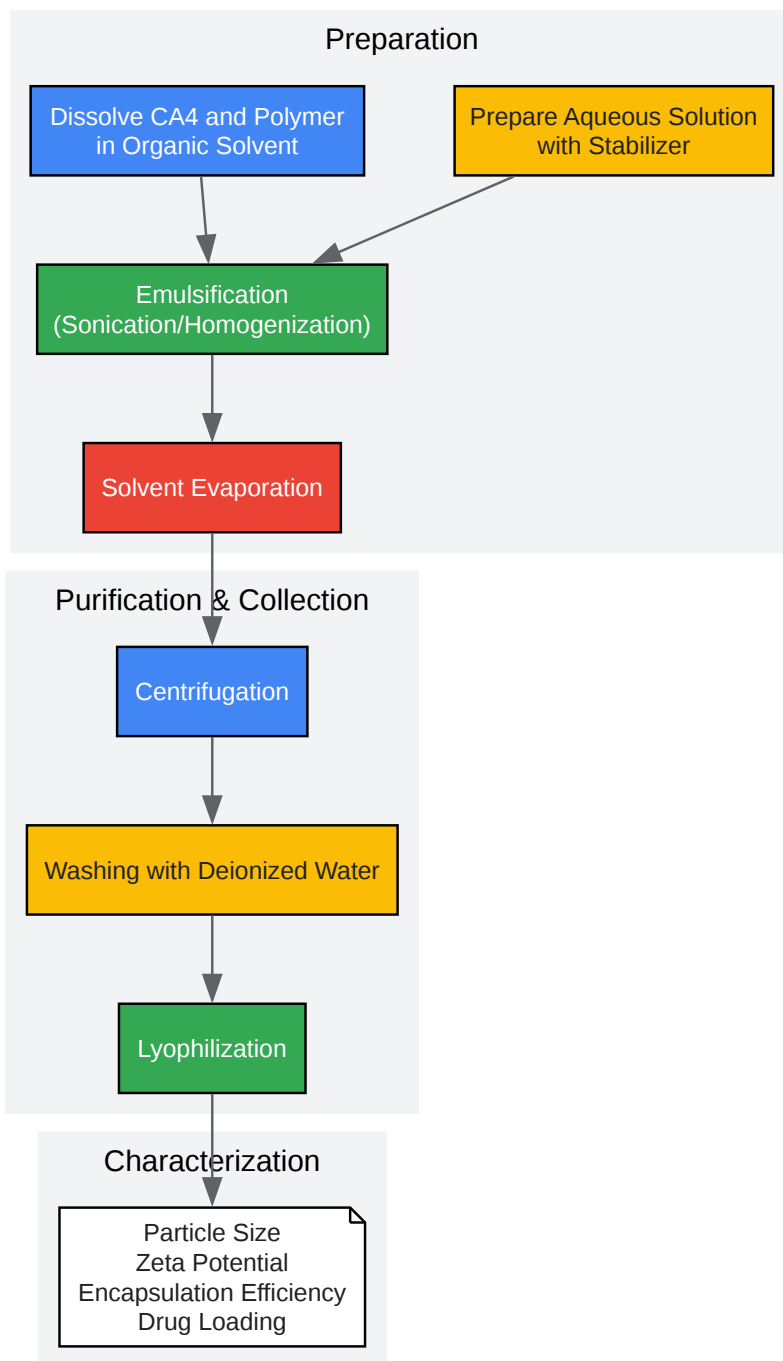 Preparation
Dissolve CA4 and Polymer
in Organic Solvent
Prepare Aqueous Solution
with Stabilizer
Emulsification
(Sonication/Homogenization)
Solvent Evaporation
Purification & Collection
Centrifugation
Washing with Deionized Water
Lyophilization
Characterization
Particle Size
Zeta Potential
Encapsulation Efficiency
Drug Loading